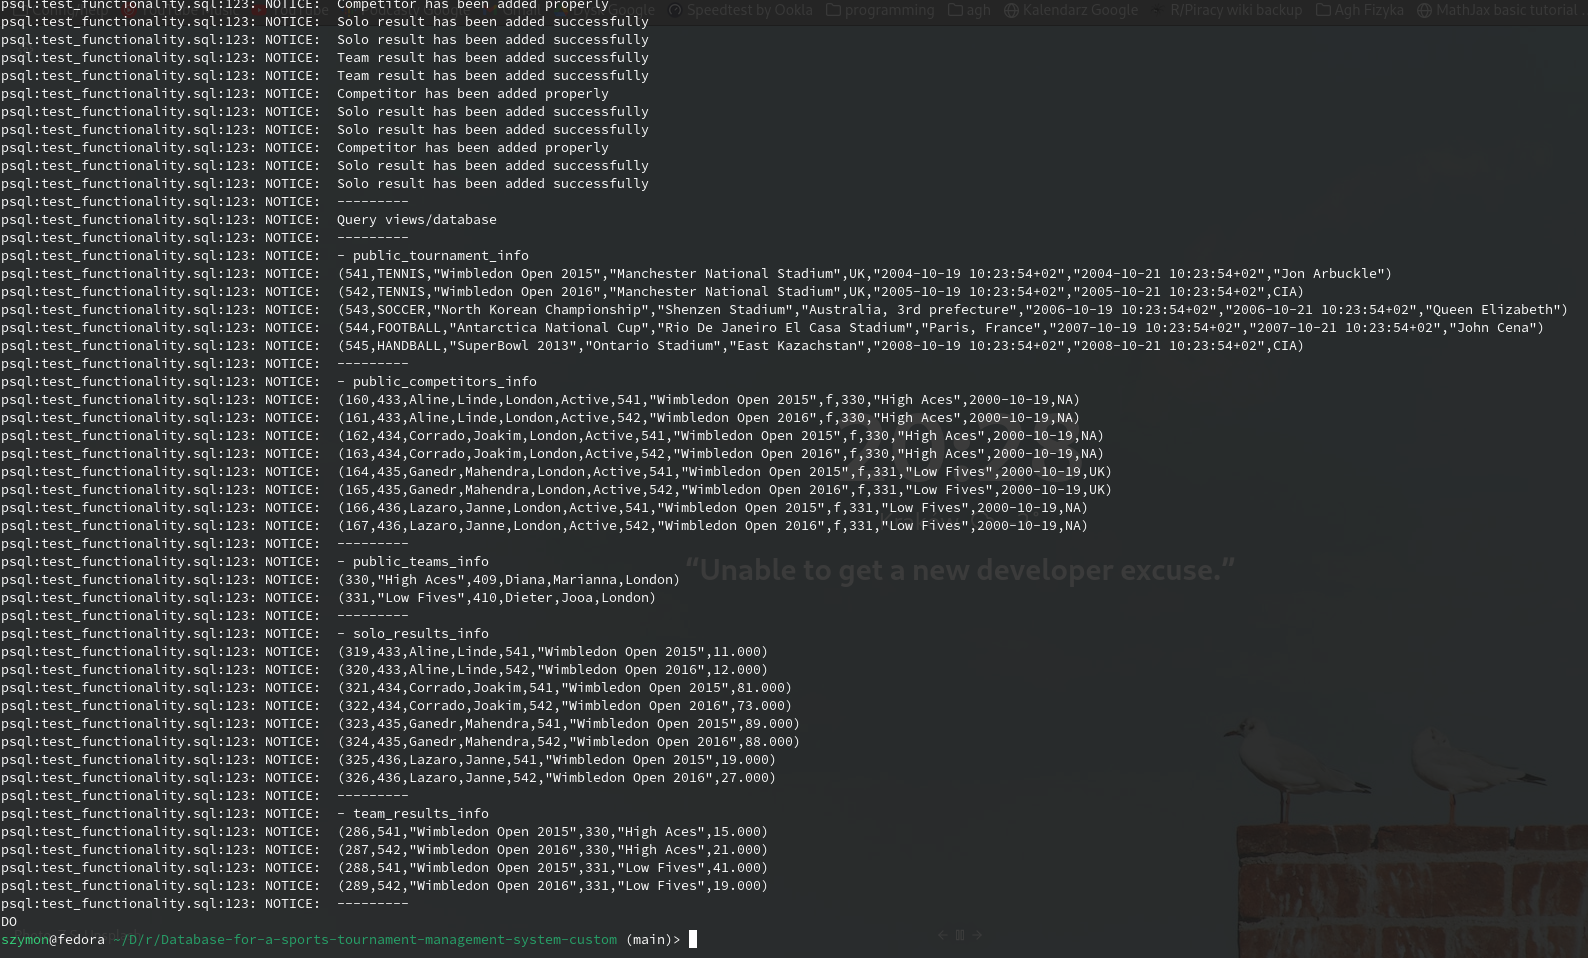 psql:test_functionality.sql:123: NOTICE:  Competitor has been added properly
Speedtest by Ookla programming agh Kalendarz Google R/Piracy wiki backup Agh Fizyka MathJax basic tutorial
psql:test_functionality.sql:123: NOTICE:  Solo result has been added successfully
psql:test_functionality.sql:123: NOTICE:  Solo result has been added successfully
psql:test_functionality.sql:123: NOTICE:  Team result has been added successfully
psql:test_functionality.sql:123: NOTICE:  Team result has been added successfully
psql:test_functionality.sql:123: NOTICE:  Competitor has been added properly
psql:test_functionality.sql:123: NOTICE:  Solo result has been added successfully
psql:test_functionality.sql:123: NOTICE:  Solo result has been added successfully
psql:test_functionality.sql:123: NOTICE:  Competitor has been added properly
psql:test_functionality.sql:123: NOTICE:  Solo result has been added successfully
psql:test_functionality.sql:123: NOTICE:  Solo result has been added successfully
psql:test_functionality.sql:123: NOTICE:  ---------
psql:test_functionality.sql:123: NOTICE:  Query views/database
psql:test_functionality.sql:123: NOTICE:  ---------
psql:test_functionality.sql:123: NOTICE:  - public_tournament_info
psql:test_functionality.sql:123: NOTICE:  (541,TENNIS,"Wimbledon Open 2015","Manchester National Stadium",UK,"2004-10-19 10:23:54+02","2004-10-21 10:23:54+02","Jon Arbuckle")
psql:test_functionality.sql:123: NOTICE:  (542,TENNIS,"Wimbledon Open 2016","Manchester National Stadium",UK,"2005-10-19 10:23:54+02","2005-10-21 10:23:54+02",CIA)
psql:test_functionality.sql:123: NOTICE:  (543,SOCCER,"North Korean Championship","Shenzen Stadium","Australia, 3rd prefecture","2006-10-19 10:23:54+02","2006-10-21 10:23:54+02","Queen Elizabeth")
psql:test_functionality.sql:123: NOTICE:  (544,FOOTBALL,"Antarctica National Cup","Rio De Janeiro El Casa Stadium","Paris, France","2007-10-19 10:23:54+02","2007-10-21 10:23:54+02","John Cena")
psql:test_functionality.sql:123: NOTICE:  (545,HANDBALL,"SuperBowl 2013","Ontario Stadium","East Kazachstan","2008-10-19 10:23:54+02","2008-10-21 10:23:54+02",CIA)
psql:test_functionality.sql:123: NOTICE:  ---------
psql:test_functionality.sql:123: NOTICE:  - public_competitors_info
psql:test_functionality.sql:123: NOTICE:  (160,433,Aline,Linde,London,Active,541,"Wimbledon Open 2015",f,330,"High Aces",2000-10-19,NA)
psql:test_functionality.sql:123: NOTICE:  (161,433,Aline,Linde,London,Active,542,"Wimbledon Open 2016",f,330,"High Aces",2000-10-19,NA)
psql:test_functionality.sql:123: NOTICE:  (162,434,Corrado,Joakim,London,Active,541,"Wimbledon Open 2015",f,330,"High Aces",2000-10-19,NA)
psql:test_functionality.sql:123: NOTICE:  (163,434,Corrado,Joakim,London,Active,542,"Wimbledon Open 2016",f,330,"High Aces",2000-10-19,NA)
psql:test_functionality.sql:123: NOTICE:  (164,435,Ganedr,Mahendra,London,Active,541,"Wimbledon Open 2015",f,331,"Low Fives",2000-10-19,UK)
psql:test_functionality.sql:123: NOTICE:  (165,435,Ganedr,Mahendra,London,Active,542,"Wimbledon Open 2016",f,331,"Low Fives",2000-10-19,UK)
psql:test_functionality.sql:123: NOTICE:  (166,436,Lazaro,Janne,London,Active,541,"Wimbledon Open 2015",f,331,"Low Fives",2000-10-19,NA)
psql:test_functionality.sql:123: NOTICE:  (167,436,Lazaro,Janne,London,Active,542,"Wimbledon Open 2016",f,331,"Low Fives",2000-10-19,NA)
psql:test_functionality.sql:123: NOTICE:  ---------
psql:test_functionality.sql:123: NOTICE:  - public_teams_info
“Unable to get a new developer excuse.”
psql:test_functionality.sql:123: NOTICE:  (330,"High Aces",409,Diana,Marianna,London)
psql:test_functionality.sql:123: NOTICE:  (331,"Low Fives",410,Dieter,Jooa,London)
psql:test_functionality.sql:123: NOTICE:  ---------
psql:test_functionality.sql:123: NOTICE:  - solo_results_info
psql:test_functionality.sql:123: NOTICE:  (319,433,Aline,Linde,541,"Wimbledon Open 2015",11.000)
psql:test_functionality.sql:123: NOTICE:  (320,433,Aline,Linde,542,"Wimbledon Open 2016",12.000)
psql:test_functionality.sql:123: NOTICE:  (321,434,Corrado,Joakim,541,"Wimbledon Open 2015",81.000)
psql:test_functionality.sql:123: NOTICE:  (322,434,Corrado,Joakim,542,"Wimbledon Open 2016",73.000)
psql:test_functionality.sql:123: NOTICE:  (323,435,Ganedr,Mahendra,541,"Wimbledon Open 2015",89.000)
psql:test_functionality.sql:123: NOTICE:  (324,435,Ganedr,Mahendra,542,"Wimbledon Open 2016",88.000)
psql:test_functionality.sql:123: NOTICE:  (325,436,Lazaro,Janne,541,"Wimbledon Open 2015",19.000)
psql:test_functionality.sql:123: NOTICE:  (326,436,Lazaro,Janne,542,"Wimbledon Open 2016",27.000)
psql:test_functionality.sql:123: NOTICE:  ---------
psql:test_functionality.sql:123: NOTICE:  - team_results_info
psql:test_functionality.sql:123: NOTICE:  (286,541,"Wimbledon Open 2015",330,"High Aces",15.000)
psql:test_functionality.sql:123: NOTICE:  (287,542,"Wimbledon Open 2016",330,"High Aces",21.000)
psql:test_functionality.sql:123: NOTICE:  (288,541,"Wimbledon Open 2015",331,"Low Fives",41.000)
psql:test_functionality.sql:123: NOTICE:  (289,542,"Wimbledon Open 2016",331,"Low Fives",19.000)
psql:test_functionality.sql:123: NOTICE:  ---------
DO
szymon@fedora ~/D/r/Database-for-a-sports-tournament-management-system-custom (main)>